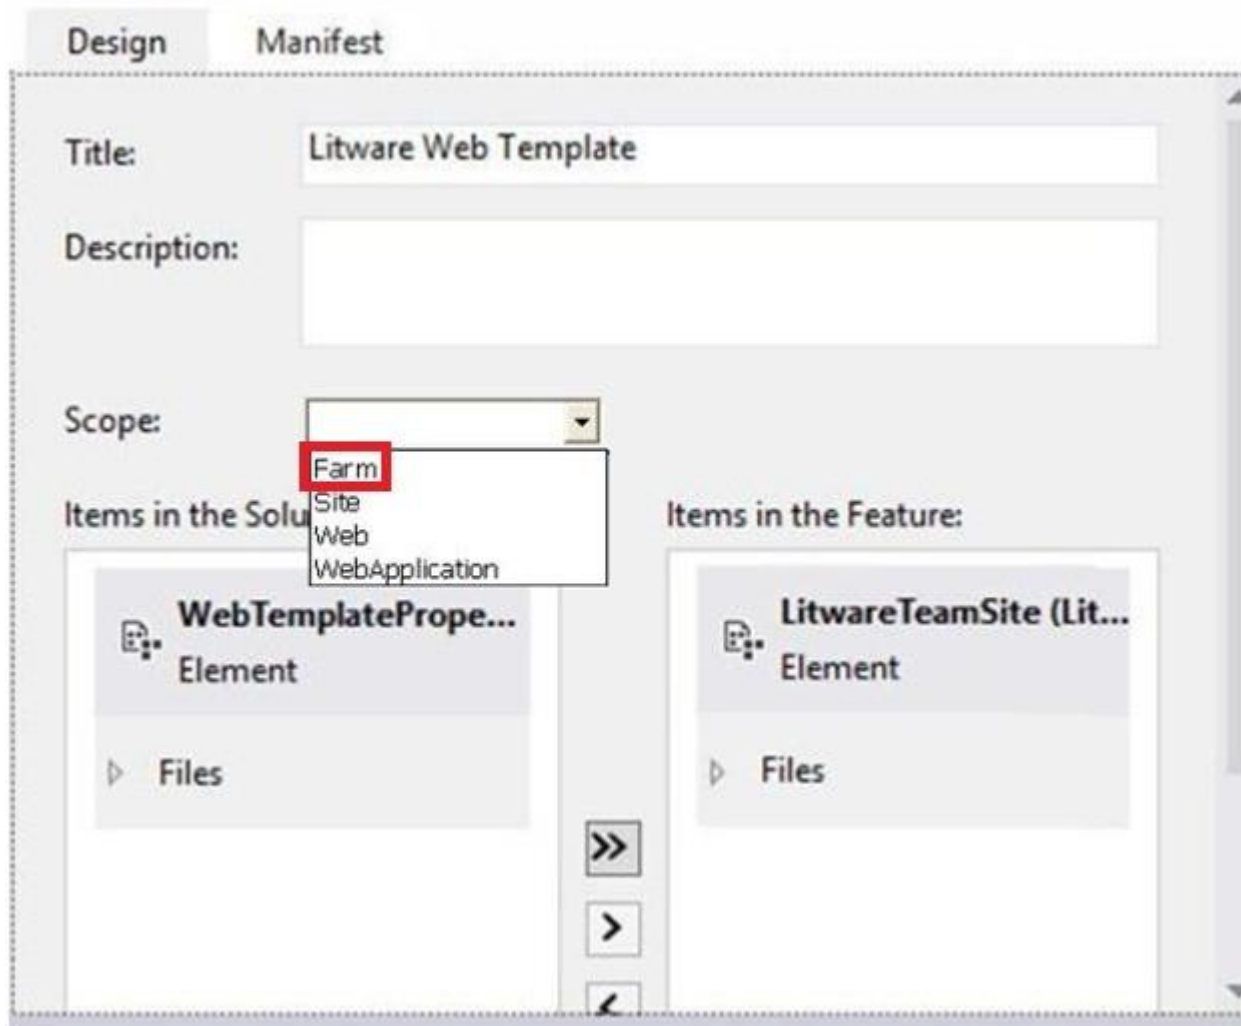 Design Manifest
Title: Litware Web Template
Description:
Scope:
Farm
Site
Web
WebApplication
Items in the Solu
Items in the Feature:
WebTemplatePrope...
Element
Files
LitwareTeamSite (Lit...
Element
Files
>>
>
<